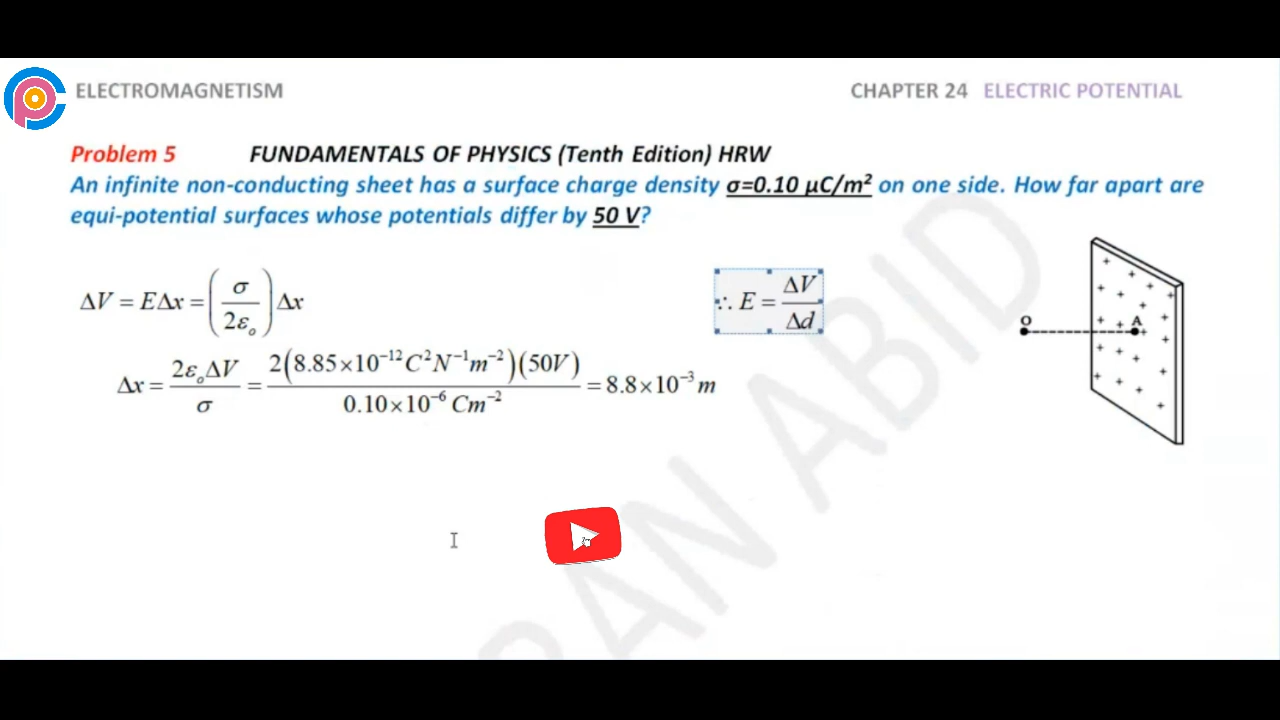 ELECTROMAGNETISM
CHAPTER 24 ELECTRIC POTENTIAL
Problem 5 FUNDAMENTALS OF PHYSICS (Tenth Edition) HRW
An infinite non-conducting sheet has a surface charge density σ=0.10 µC/m² on one side. How far apart are
equi-potential surfaces whose potentials differ by 50 V?
ΔV = EΔx = (σ / 2ε₀) Δx
∴ E = ΔV / Δd
Δx = 2ε₀ΔV / σ = 2(8.85×10⁻¹² C²N⁻¹m⁻²)(50V) / 0.10×10⁻⁶ Cm⁻² = 8.8×10⁻³ m
O
A
AN ABID